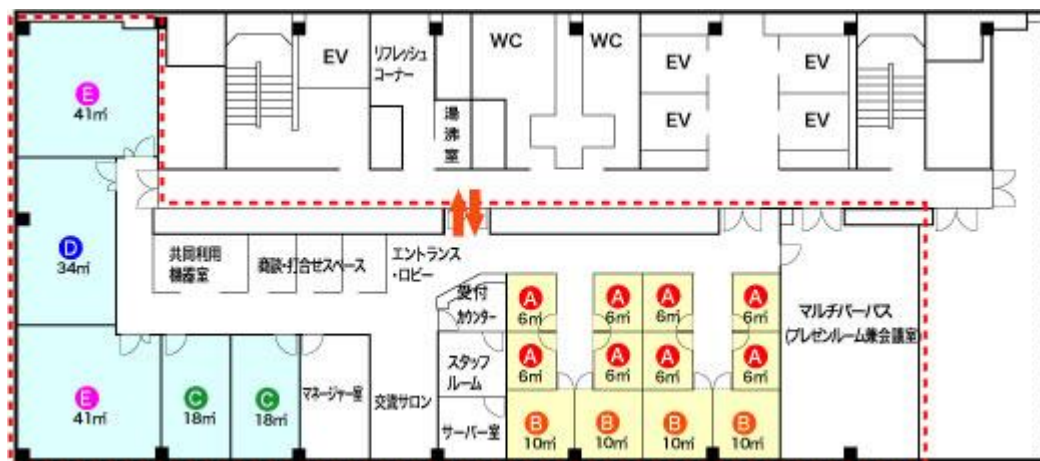 EV
リフレッシュ
コーナー
WC
WC
EV
EV
EV
EV
湯沸室
E
41㎡
D
34㎡
共同利用
機器室
商談・打合せスペース
エントランス
・ロビー
受付
カウンター
A
6㎡
A
6㎡
A
6㎡
A
6㎡
マルチパーパス
(プレゼンルーム兼会議室)
スタッフ
ルーム
A
6㎡
A
6㎡
A
6㎡
A
6㎡
E
41㎡
C
18㎡
C
18㎡
マネージャー室
交流サロン
サーバー室
B
10㎡
B
10㎡
B
10㎡
B
10㎡